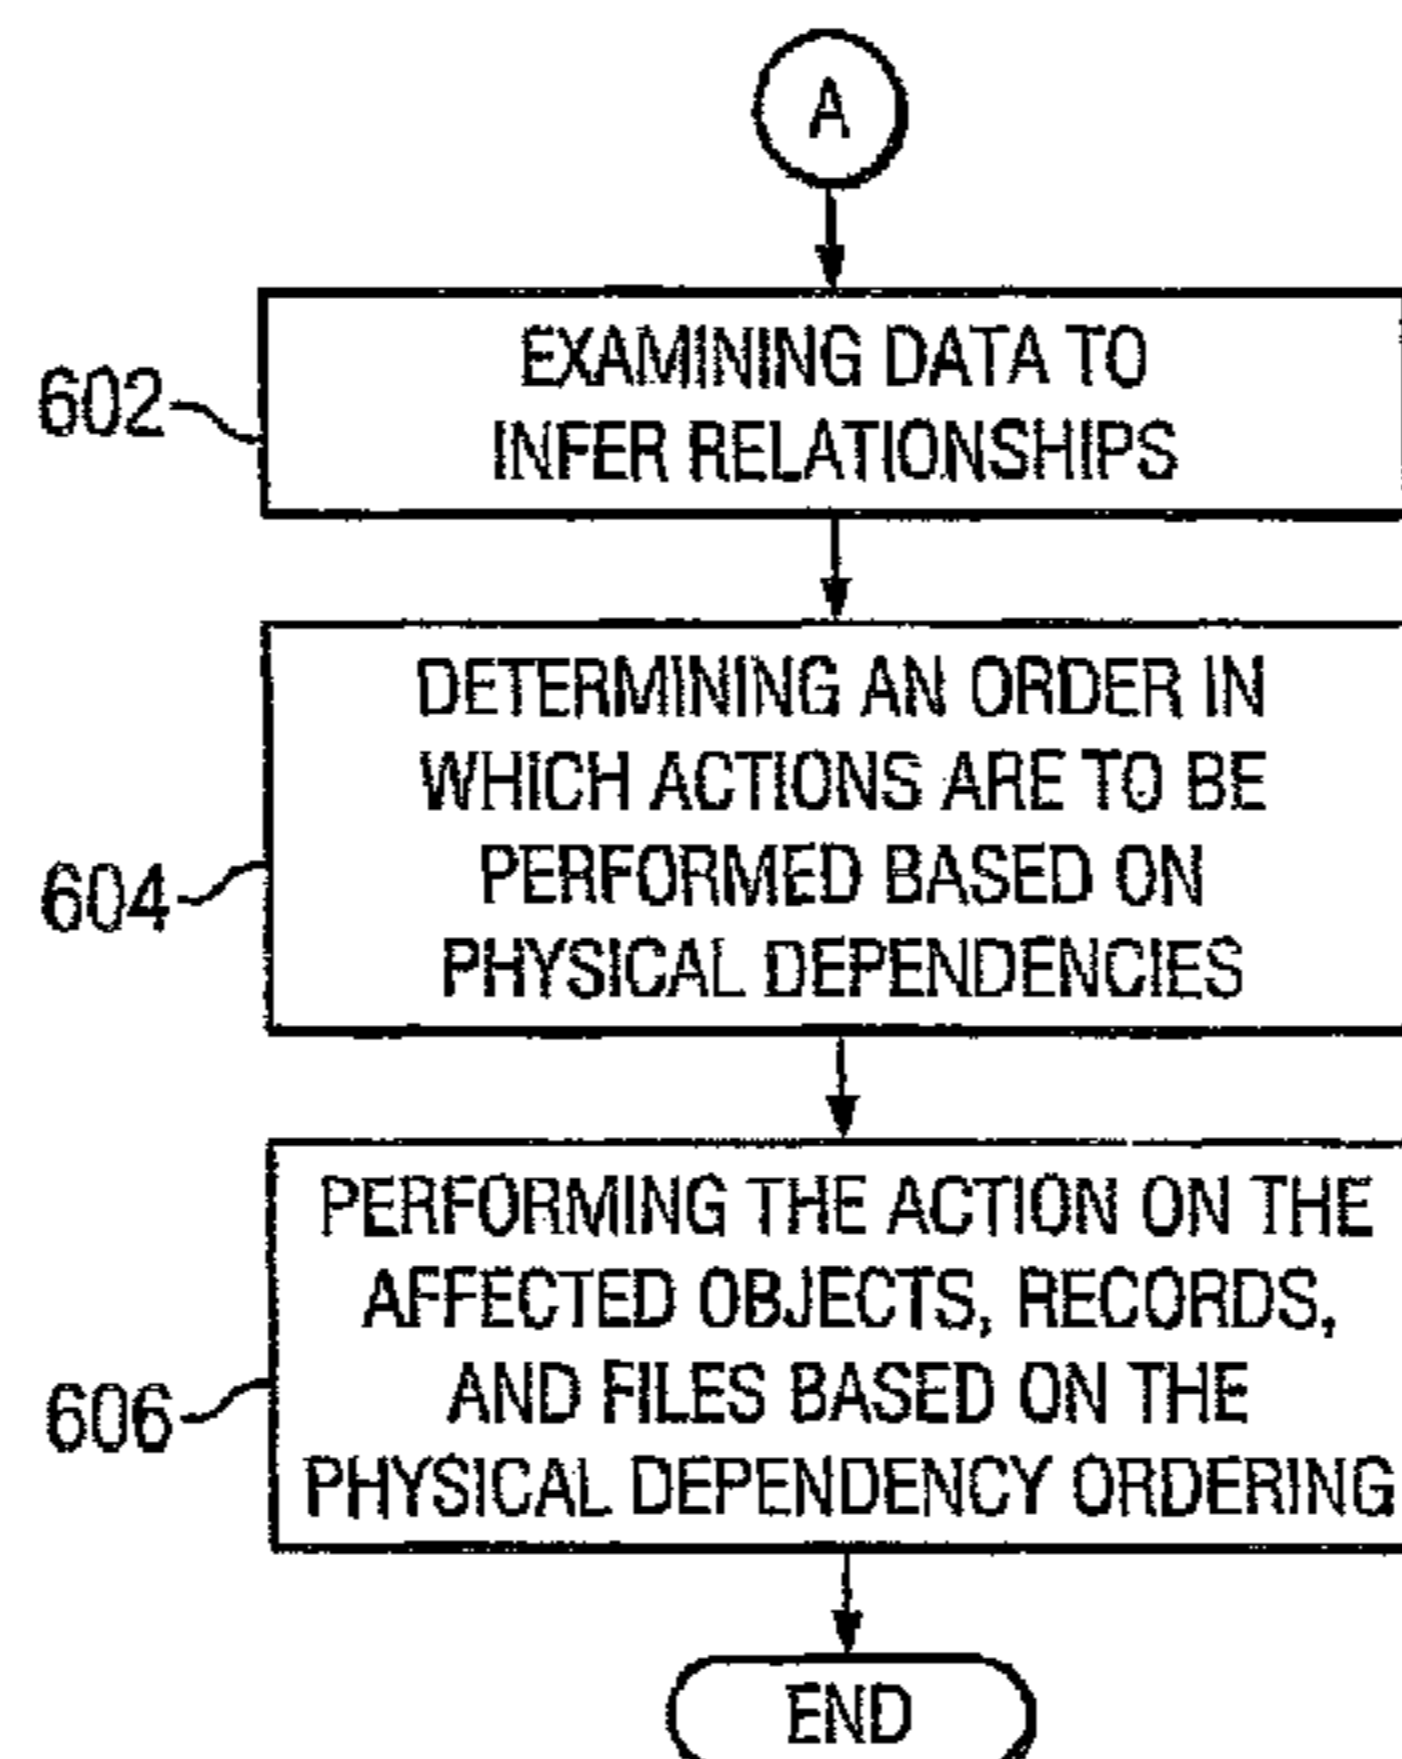 A
602
EXAMINING DATA TO
INFER RELATIONSHIPS
604
DETERMINING AN ORDER IN
WHICH ACTIONS ARE TO BE
PERFORMED BASED ON
PHYSICAL DEPENDENCIES
606
PERFORMING THE ACTION ON THE
AFFECTED OBJECTS, RECORDS,
AND FILES BASED ON THE
PHYSICAL DEPENDENCY ORDERING
END